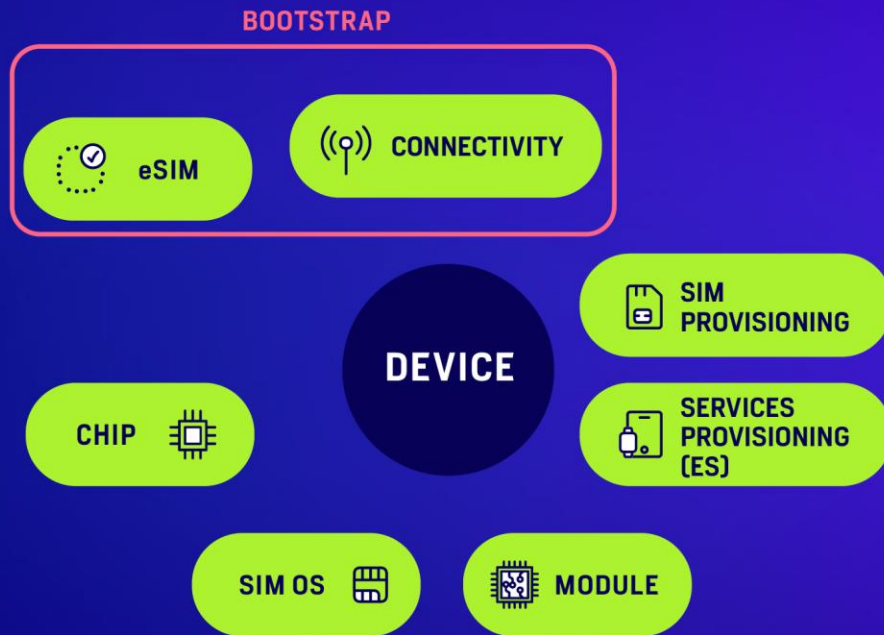 BOOTSTRAP
eSIM
CONNECTIVITY
SIM
PROVISIONING
DEVICE
SERVICES
PROVISIONING
(ES)
CHIP
SIM OS
MODULE